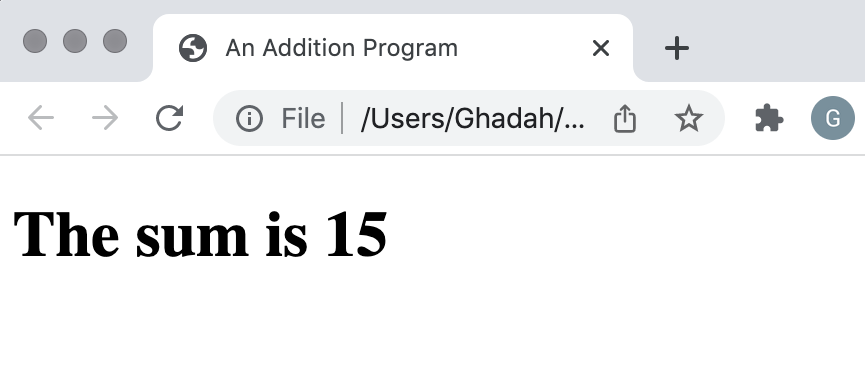 An Addition Program
File | /Users/Ghadah/...
G
The sum is 15